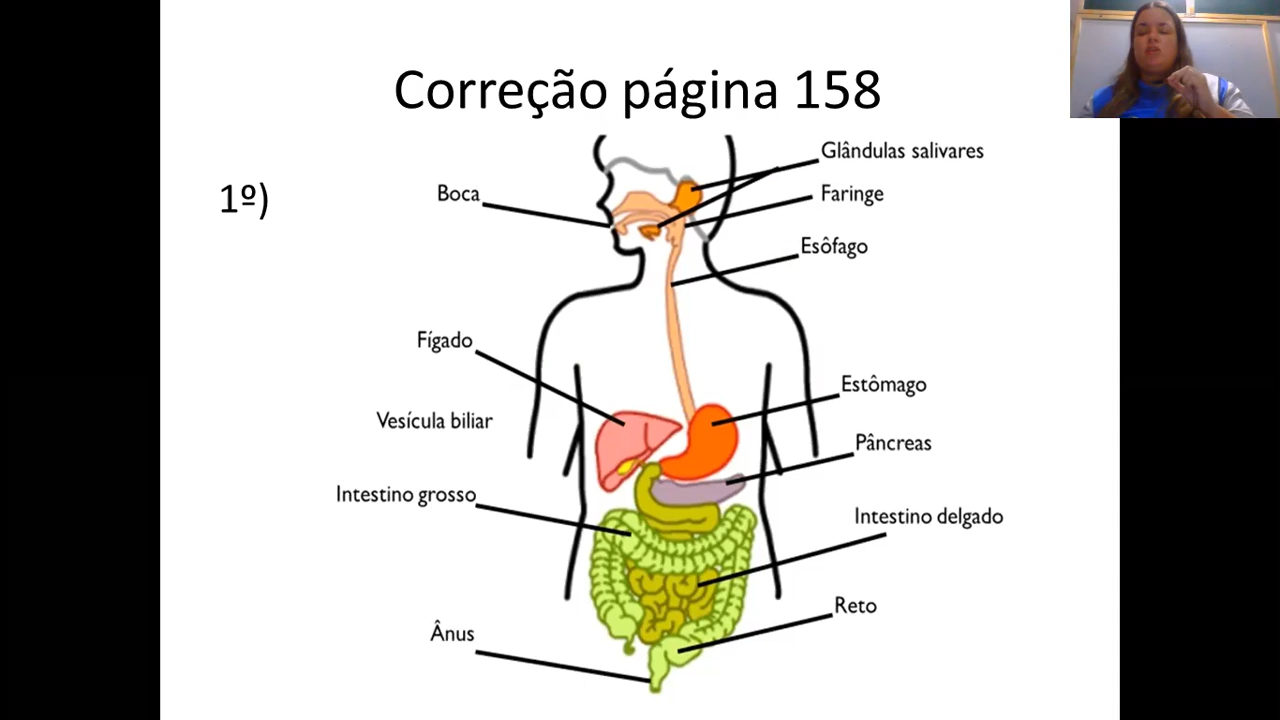 Correção página 158
1º)
Glândulas salivares
Boca
Faringe
Esôfago
Fígado
Estômago
Vesícula biliar
Pâncreas
Intestino grosso
Intestino delgado
Reto
Ânus